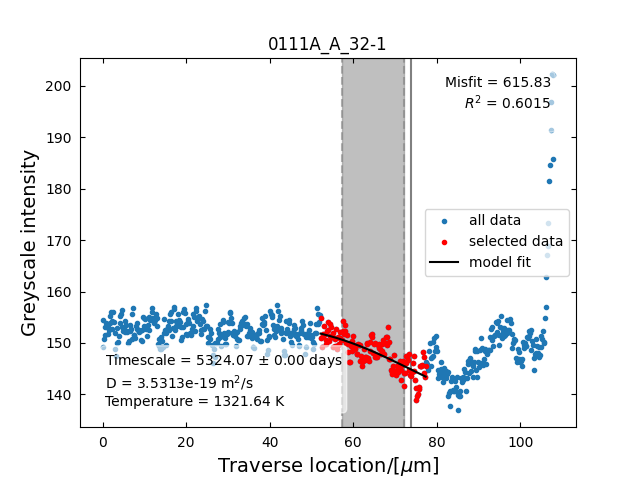 0111A_A_32-1
Misfit = 615.83
R² = 0.6015
all data
selected data
model fit
Timescale = 5324.07 ± 0.00 days
D = 3.5313e-19 m²/s
Temperature = 1321.64 K
Greyscale intensity
200
190
180
170
160
150
140
0 20 40 60 80 100
Traverse location/[μm]